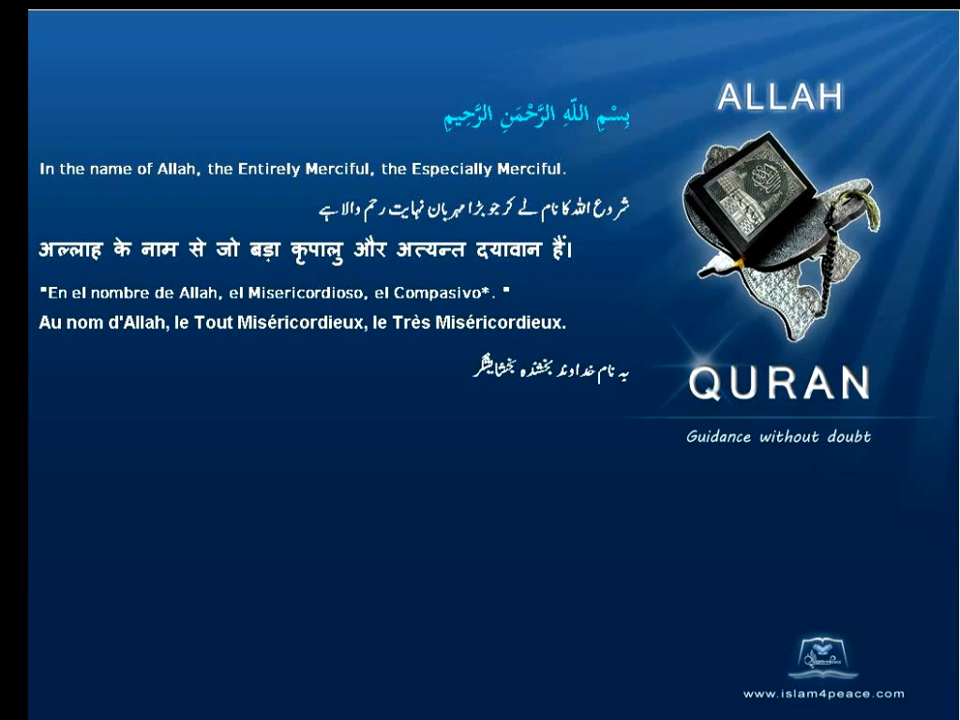 بِسْمِ اللّهِ الرَّحْمَنِ الرَّحِيمِ
In the name of Allah, the Entirely Merciful, the Especially Merciful.
شروع الله کا نام لے کر جو بڑا مہربان نہایت رحم والا ہے
अल्लाह के नाम से जो बड़ा कृपालु और अत्यन्त दयावान हैं।
"En el nombre de Allah, el Misericordioso, el Compasivo*. "
Au nom d'Allah, le Tout Miséricordieux, le Très Miséricordieux.
به نام خداوند بخشنده بخشایشگر
ALLAH
QURAN
Guidance without doubt
www.islam4peace.com